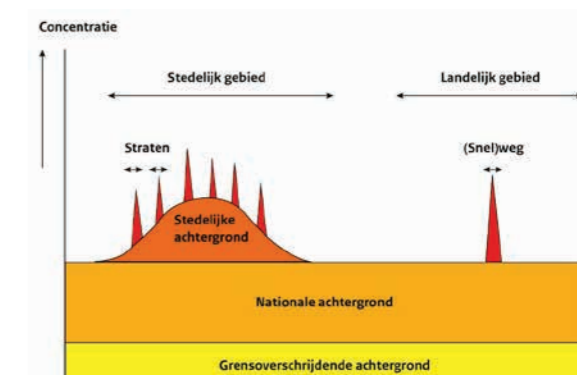 Concentratie
Stedelijk gebied
Landelijk gebied
Straten
(Snel)weg
Stedelijke
achtergrond
Nationale achtergrond
Grensoverschrijdende achtergrond